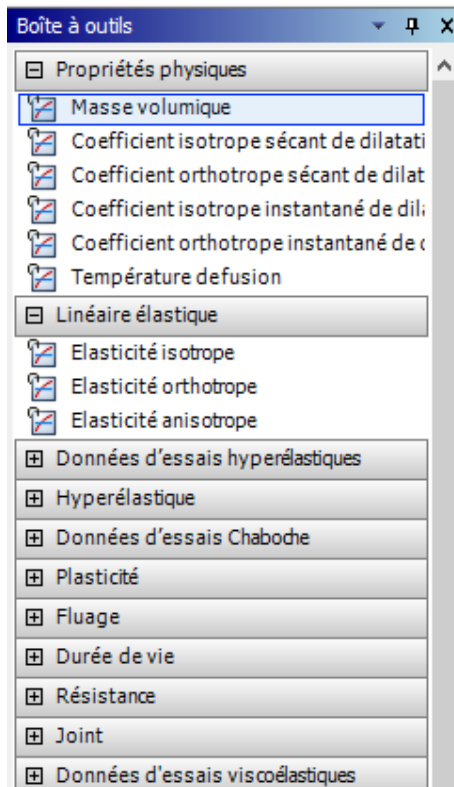 Boîte à outils
Propriétés physiques
Masse volumique
Coefficient isotrope sécant de dilatati
Coefficient orthotrope sécant de dilat
Coefficient isotrope instantané de dila
Coefficient orthotrope instantané de d
Température defusion
Linéaire élastique
Elasticité isotrope
Elasticité orthotrope
Elasticité anisotrope
Données d’essais hyperélastiques
Hyperélastique
Données d’essais Chaboche
Plasticité
Fluage
Durée de vie
Résistance
Joint
Données d'essais viscoélastiques